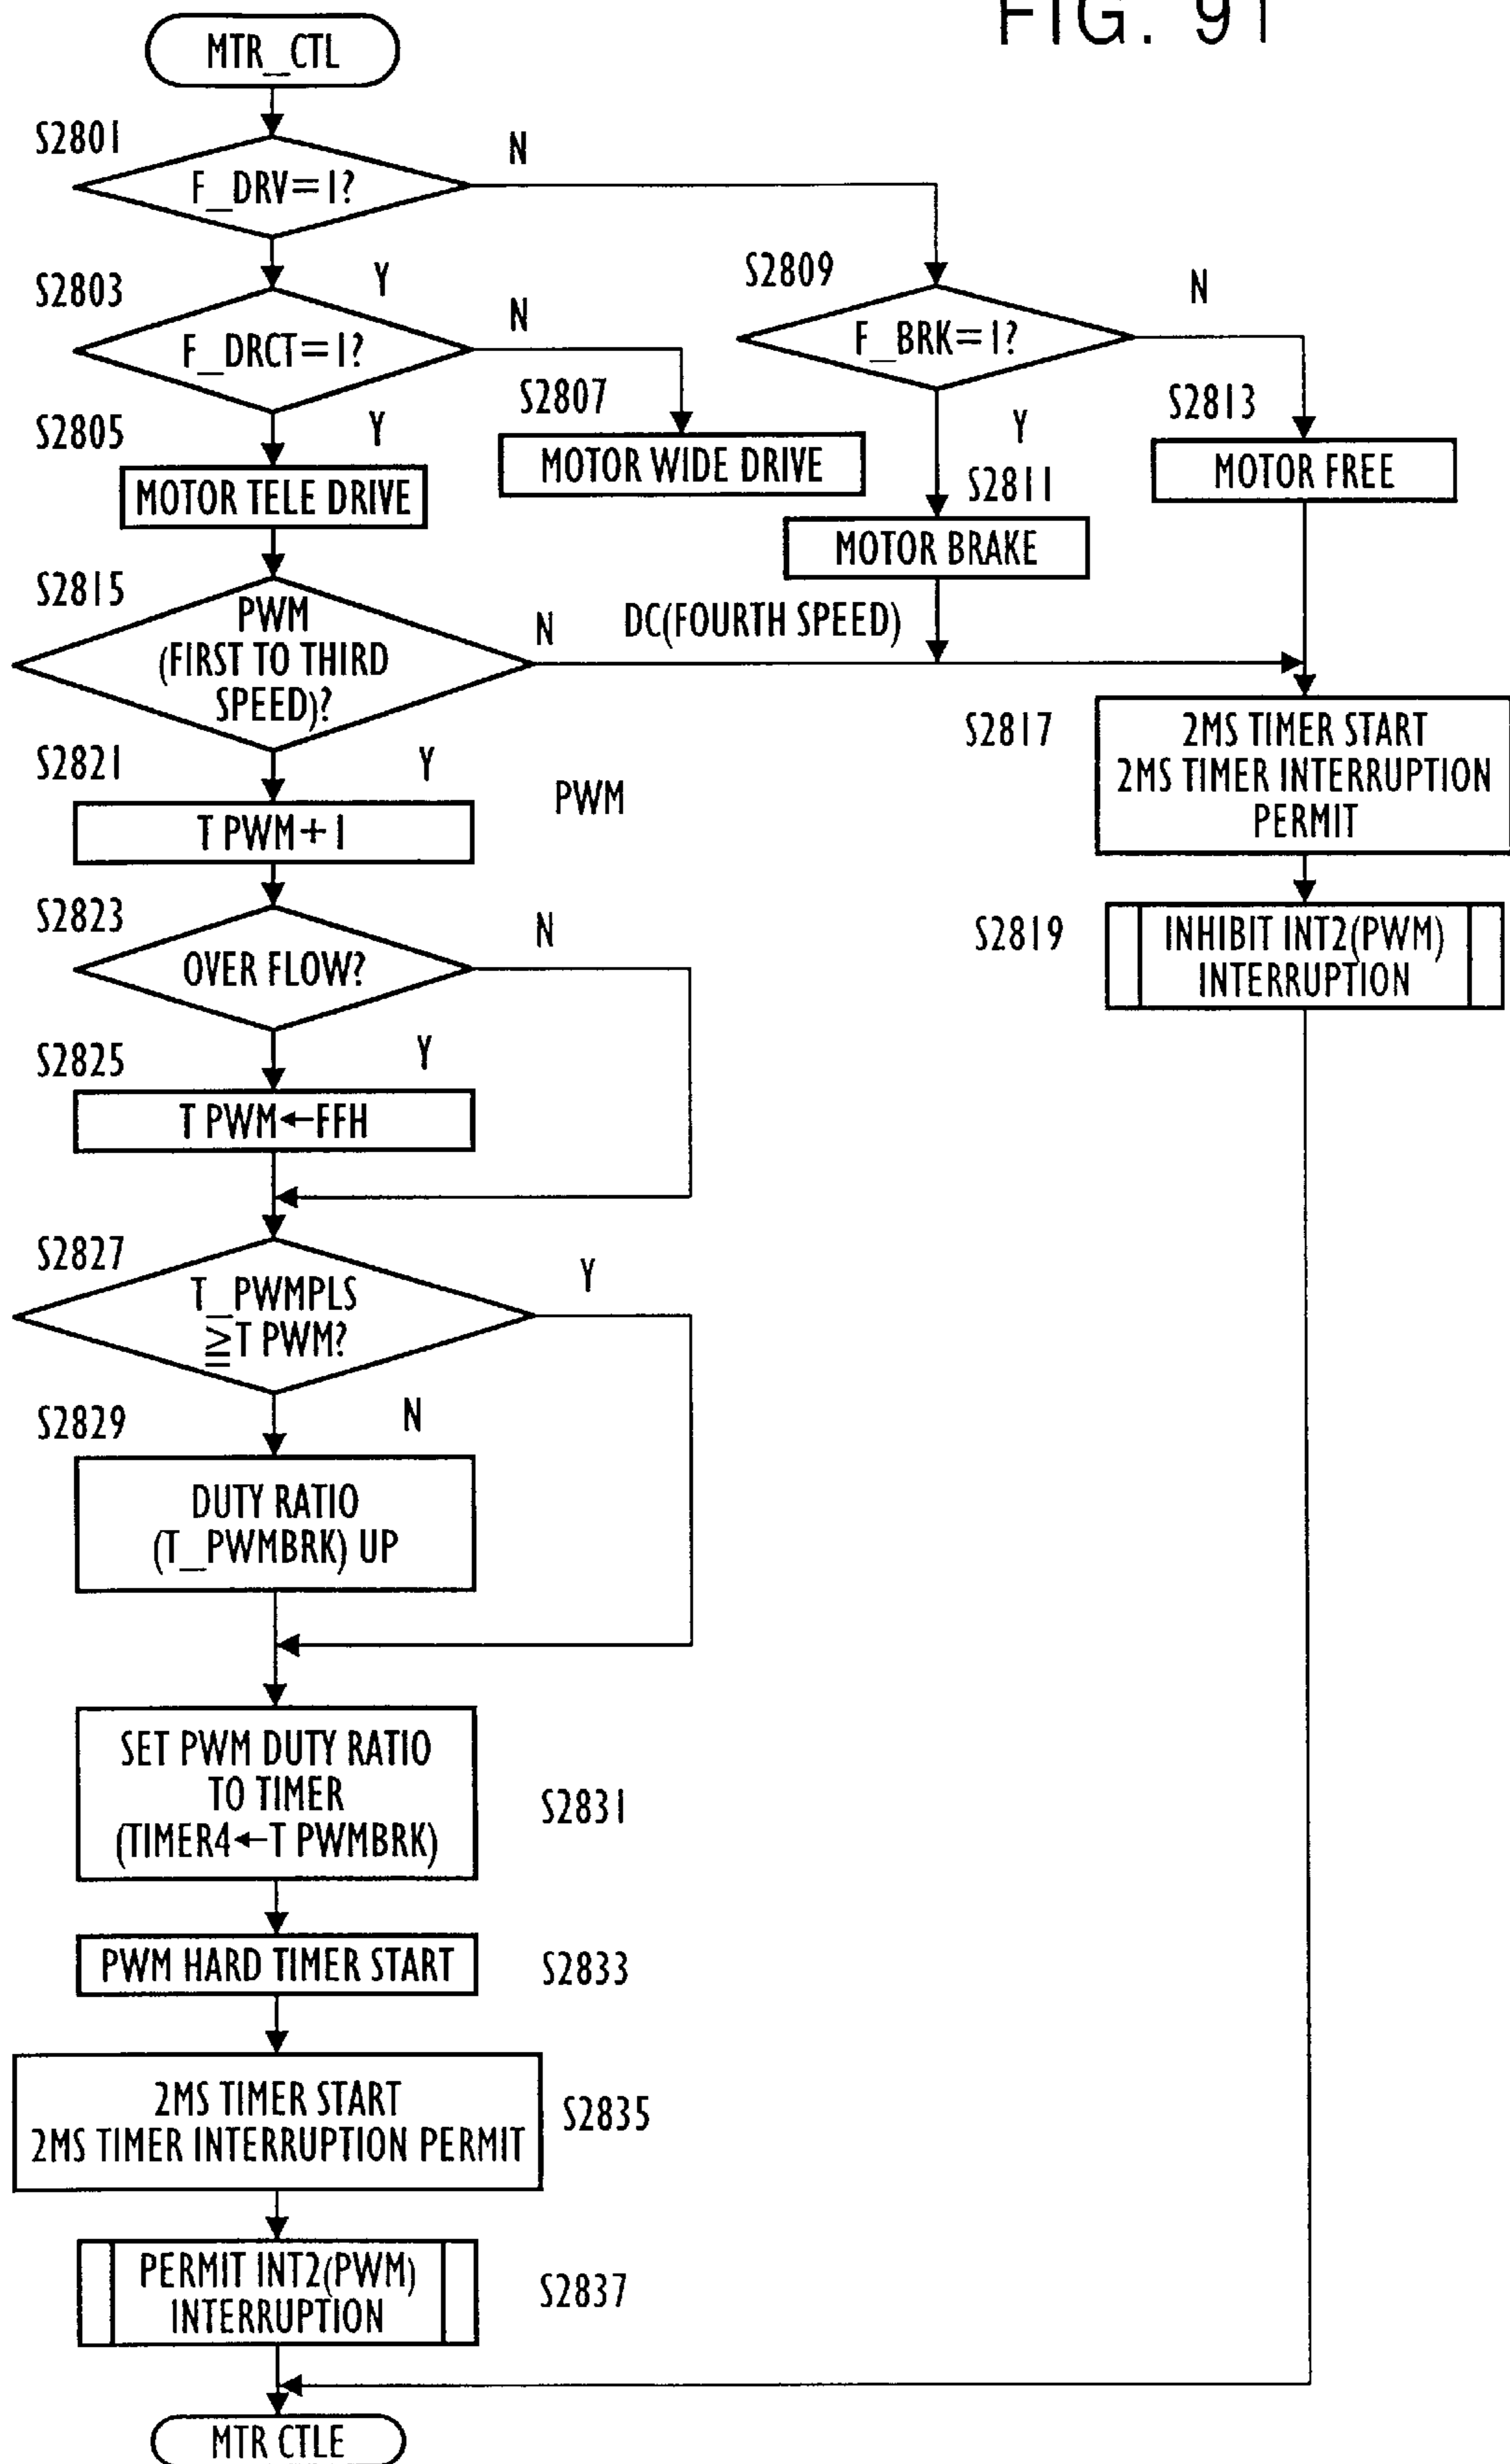 FIG. 91
MTR_CTL
S2801
F_DRV=1?
N
Y
S2803
F_DRCT=1?
N
Y
S2805
MOTOR TELE DRIVE
S2807
MOTOR WIDE DRIVE
S2809
F_BRK=1?
N
Y
S2811
MOTOR BRAKE
S2813
MOTOR FREE
S2815
PWM
(FIRST TO THIRD
SPEED)?
N
DC(FOURTH SPEED)
Y
PWM
S2817
2MS TIMER START
2MS TIMER INTERRUPTION
PERMIT
S2819
INHIBIT INT2(PWM)
INTERRUPTION
S2821
T PWM+1
S2823
OVER FLOW?
N
Y
S2825
T PWM←FFH
S2827
T_PWMPLS
≧T PWM?
Y
N
S2829
DUTY RATIO
(T_PWMBRK) UP
SET PWM DUTY RATIO
TO TIMER
(TIMER4←T PWMBRK)
S2831
PWM HARD TIMER START
S2833
2MS TIMER START
2MS TIMER INTERRUPTION PERMIT
S2835
PERMIT INT2(PWM)
INTERRUPTION
S2837
MTR CTLE